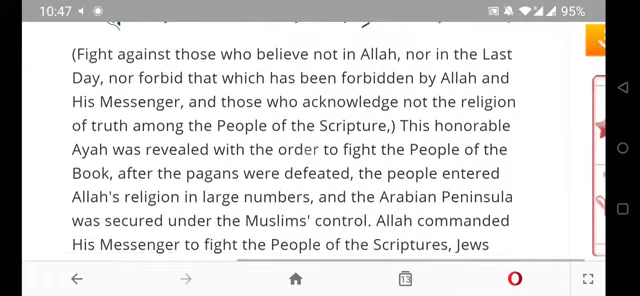 10:47
95%
(Fight against those who believe not in Allah, nor in the Last
Day, nor forbid that which has been forbidden by Allah and
His Messenger, and those who acknowledge not the religion
of truth among the People of the Scripture,) This honorable
Ayah was revealed with the order to fight the People of the
Book, after the pagans were defeated, the people entered
Allah's religion in large numbers, and the Arabian Peninsula
was secured under the Muslims' control. Allah commanded
His Messenger to fight the People of the Scriptures, Jews
13